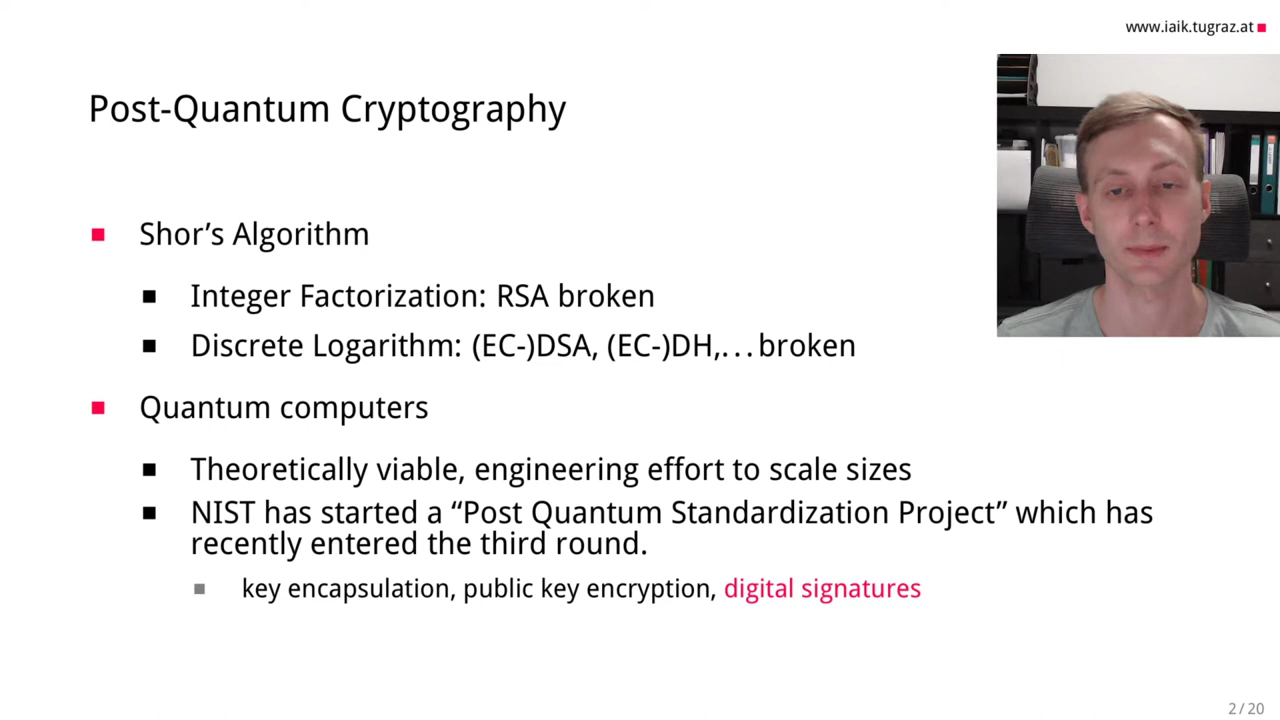 www.iaik.tugraz.at
Post-Quantum Cryptography
Shor’s Algorithm
Integer Factorization: RSA broken
Discrete Logarithm: (EC-)DSA, (EC-)DH,...broken
Quantum computers
Theoretically viable, engineering effort to scale sizes
NIST has started a “Post Quantum Standardization Project” which has
recently entered the third round.
key encapsulation, public key encryption, digital signatures
2 / 20